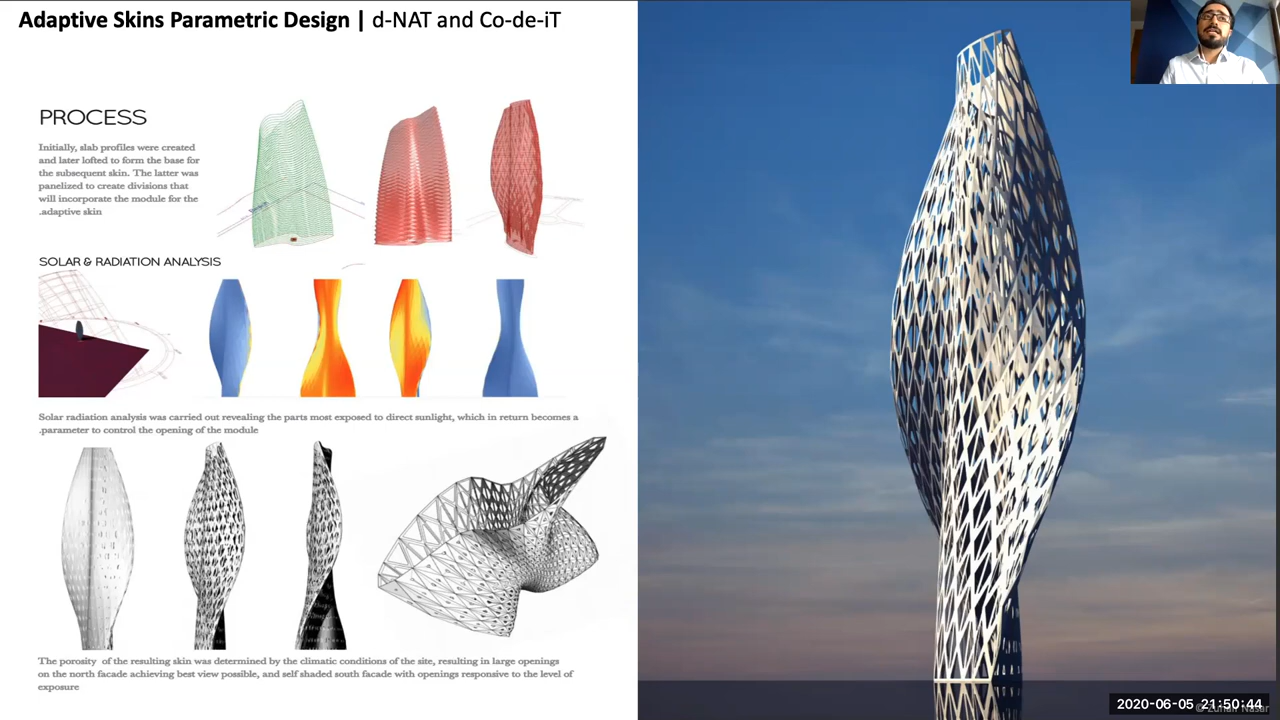 Adaptive Skins Parametric Design | d-NAT and Co-de-iT
PROCESS
Initially, slab profiles were created
and later lofted to form the base for
the subsequent skin. The latter was
panelized to create divisions that
will incorporate the module for the
.adaptive skin
SOLAR & RADIATION ANALYSIS
Solar radiation analysis was carried out revealing the parts most exposed to direct sunlight, which in return becomes a
.parameter to control the opening of the module
The porosity of the resulting skin was determined by the climatic conditions of the site, resulting in large openings
on the north facade achieving best view possible, and self shaded south facade with openings responsive to the level of
exposure
2020-06-05 21:50:44